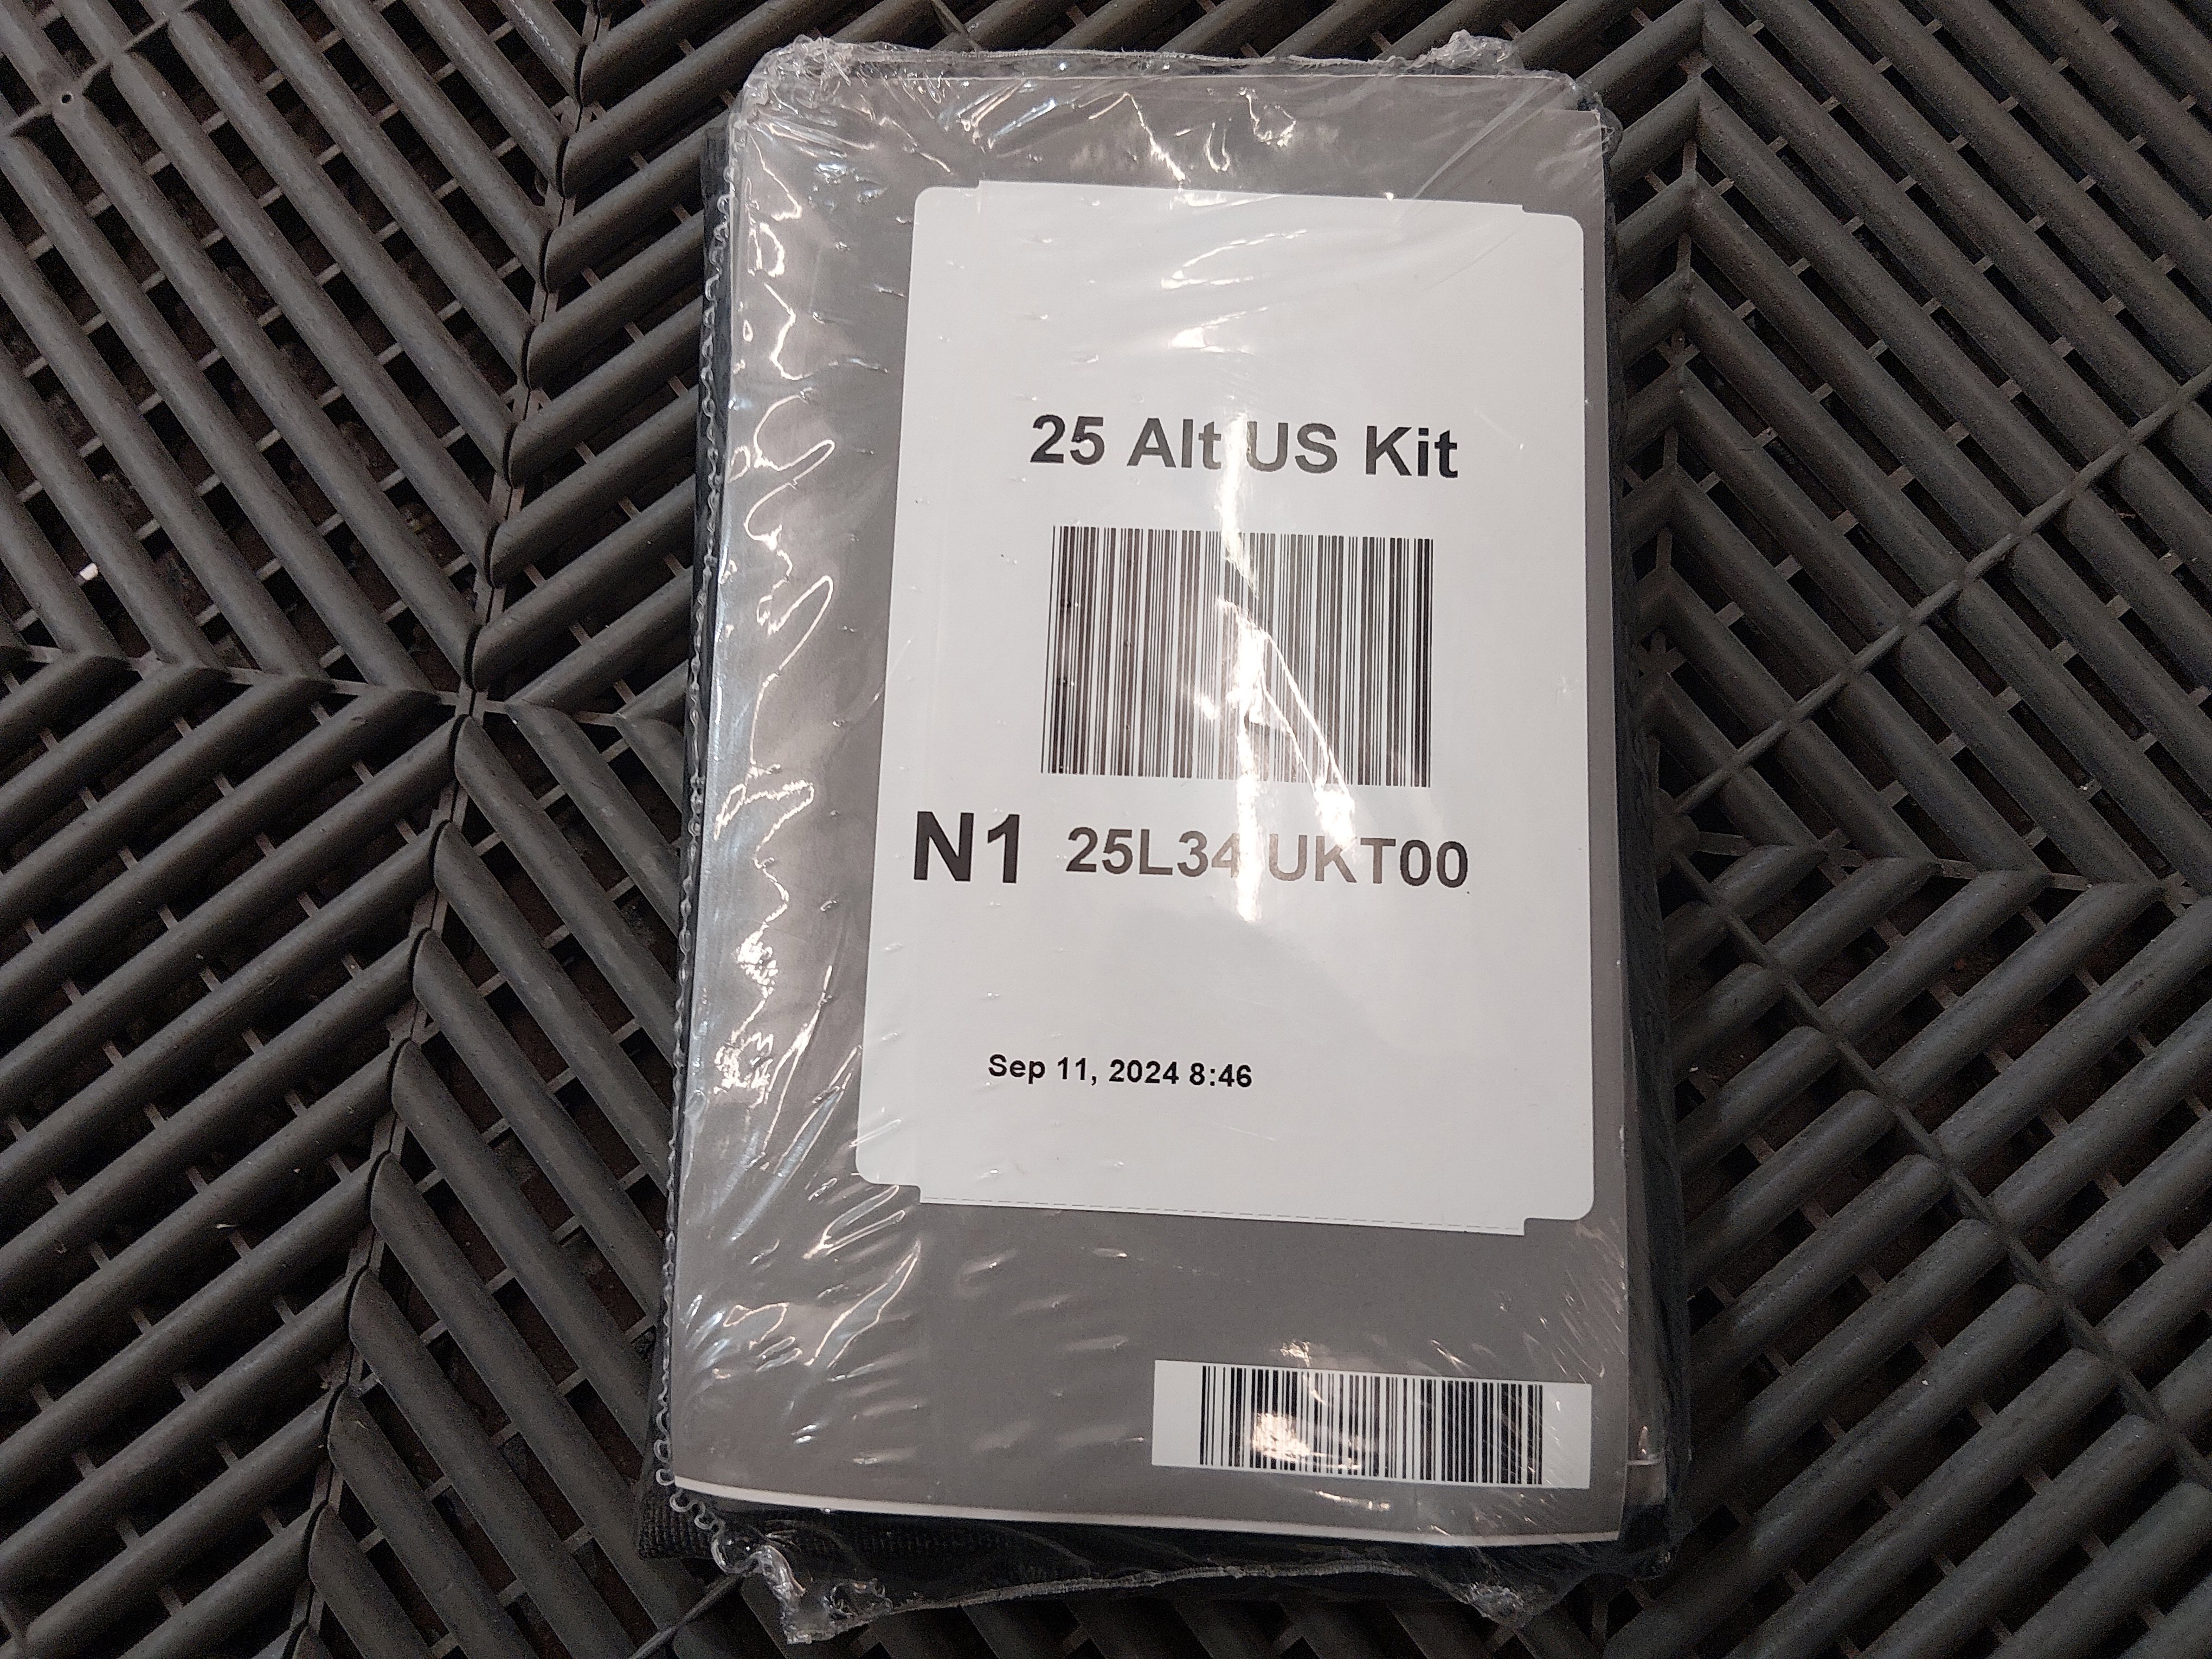 25 Alt US Kit
N1 25L34 UKT00
Sep 11, 2024 8:46